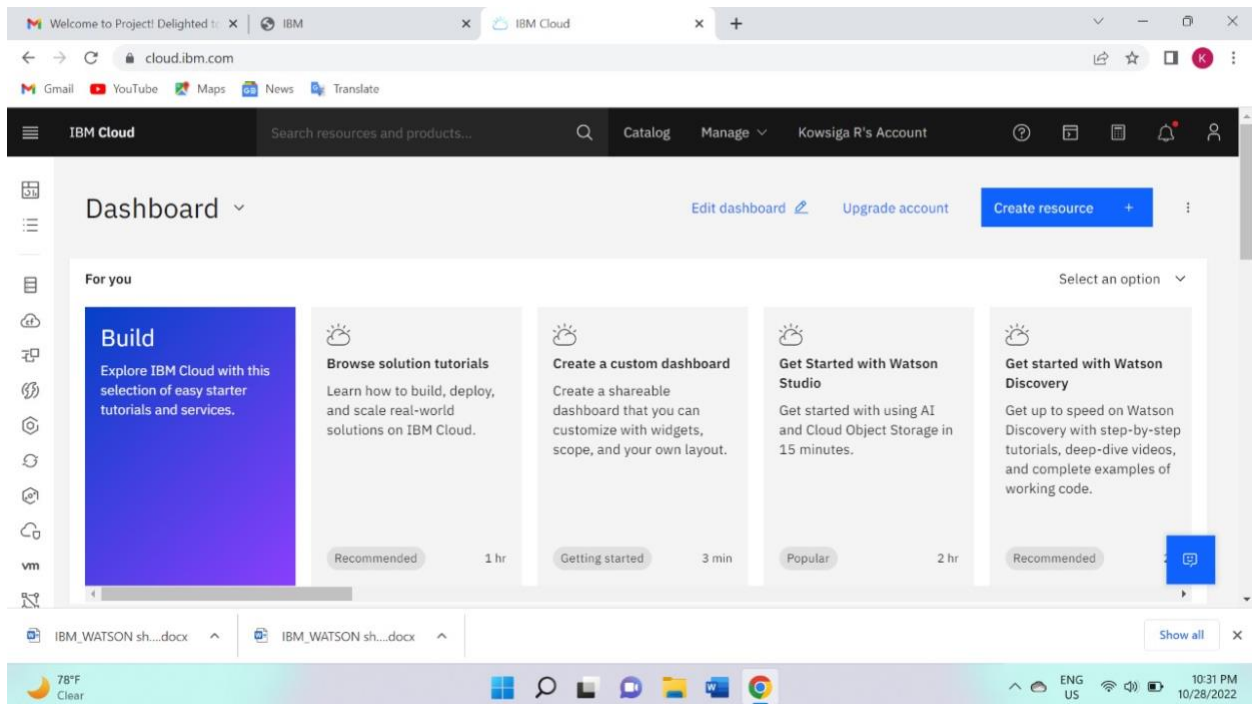 Welcome to Project! Delighted to
IBM
IBM Cloud
cloud.ibm.com
K
Gmail
YouTube
Maps
News
Translate
IBM Cloud
Search resources and products...
Catalog
Manage
Kowsiga R's Account
Dashboard
Edit dashboard
Upgrade account
Create resource +
For you
Select an option
Build
Explore IBM Cloud with this
selection of easy starter
tutorials and services.
Browse solution tutorials
Learn how to build, deploy,
and scale real-world
solutions on IBM Cloud.
Recommended
1 hr
Create a custom dashboard
Create a shareable
dashboard that you can
customize with widgets,
scope, and your own layout.
Getting started
3 min
Get Started with Watson
Studio
Get started with using AI
and Cloud Object Storage in
15 minutes.
Popular
2 hr
Get started with Watson
Discovery
Get up to speed on Watson
Discovery with step-by-step
tutorials, deep-dive videos,
and complete examples of
working code.
Recommended
vm
IBM_WATSON sh....docx
IBM_WATSON sh....docx
Show all
78°F
Clear
ENG
US
10:31 PM
10/28/2022